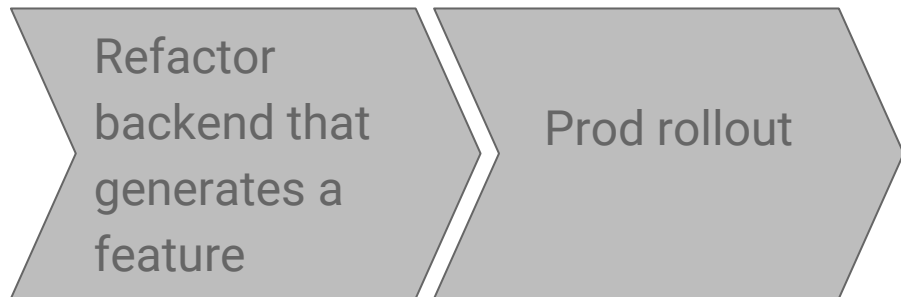 Refactor
backend that
generates a
feature
Prod rollout